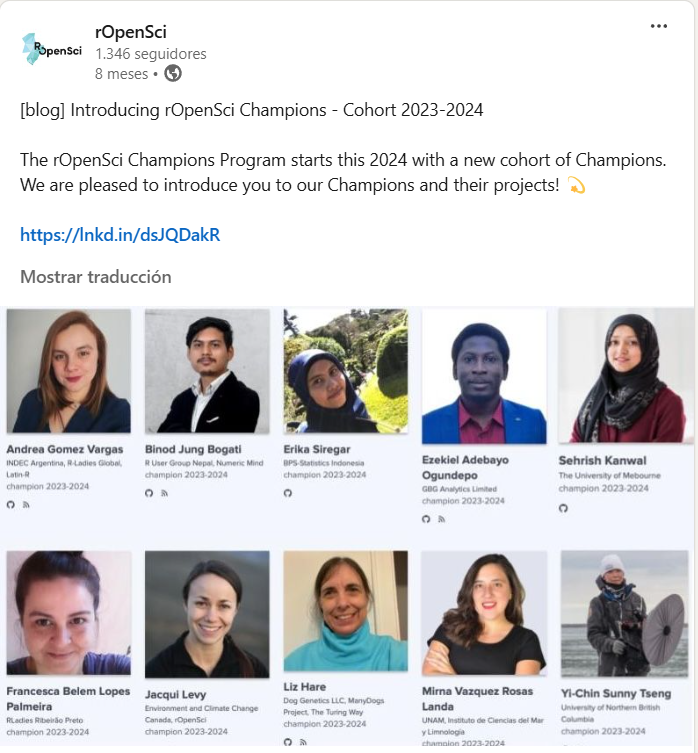 rOpenSci
rOpenSci
1.346 seguidores
8 meses •
[blog] Introducing rOpenSci Champions - Cohort 2023-2024
The rOpenSci Champions Program starts this 2024 with a new cohort of Champions.
We are pleased to introduce you to our Champions and their projects!
https://lnkd.in/dsJQDakR
Mostrar traducción
Andrea Gomez Vargas
INDEC Argentina, R-Ladies Global,
Latin-R
champion 2023-2024
Binod Jung Bogati
R User Group Nepal, Numeric Mind
champion 2023-2024
Erika Siregar
BPS-Statistics Indonesia
champion 2023-2024
Ezekiel Adebayo
Ogundepo
GBG Analytics Limited
champion 2023-2024
Sehrish Kanwal
The University of Mebourne
champion 2023-2024
Francesca Belem Lopes
Palmeira
RLadies Ribeirão Preto
champion 2023-2024
Jacqui Levy
Environment and Climate Change
Canada, rOpenSci
champion 2023-2024
Liz Hare
Dog Genetics LLC, ManyDogs
Project, The Turing Way
champion 2023-2024
Mirna Vazquez Rosas
Landa
UNAM, Instituto de Ciencias del Mar
y Limnología
champion 2023-2024
Yi-Chin Sunny Tseng
University of Northern British
Columbia
champion 2023-2024